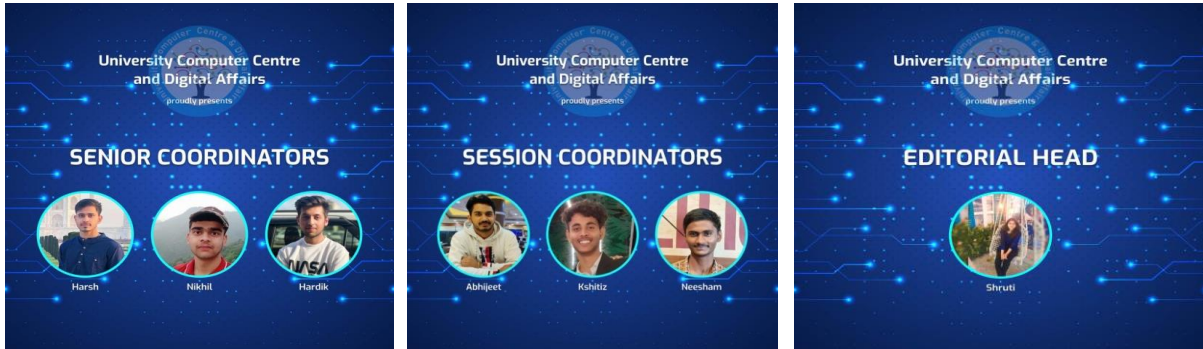 University Computer Centre
and Digital Affairs
proudly presents
SENIOR COORDINATORS
Harsh
Nikhil
Hardik
NASA
University Computer Centre
and Digital Affairs
proudly presents
SESSION COORDINATORS
Abhijeet
Kshitiz
Neesham
University Computer Centre
and Digital Affairs
proudly presents
EDITORIAL HEAD
Shruti